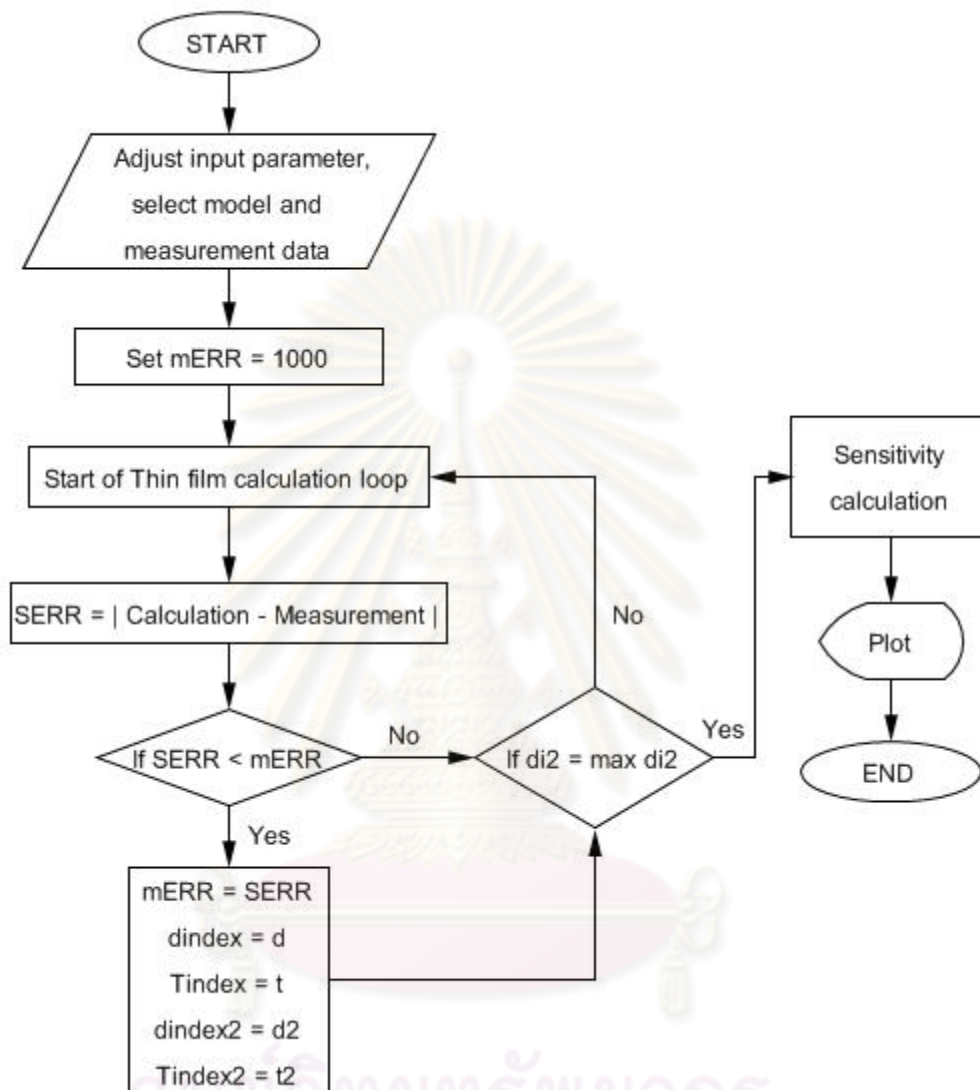 START
Adjust input parameter,
select model and
measurement data
Set mERR = 1000
Start of Thin film calculation loop
SERR = | Calculation - Measurement |
If SERR < mERR
No
Yes
mERR = SERR
dindex = d
Tindex = t
dindex2 = d2
Tindex2 = t2
If di2 = max di2
No
Yes
Sensitivity
calculation
Plot
END